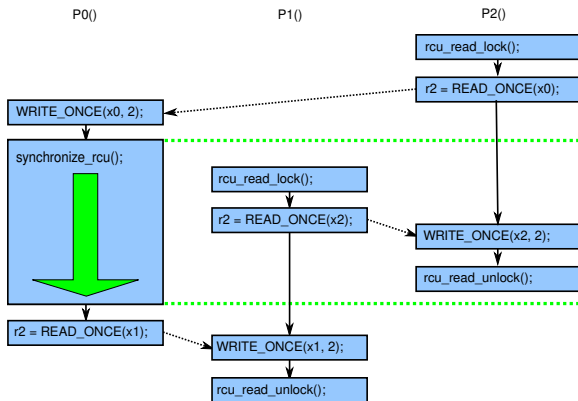 P0()
P1()
P2()
rcu_read_lock();
r2 = READ_ONCE(x0);
WRITE_ONCE(x0, 2);
synchronize_rcu();
rcu_read_lock();
r2 = READ_ONCE(x2);
WRITE_ONCE(x2, 2);
rcu_read_unlock();
r2 = READ_ONCE(x1);
WRITE_ONCE(x1, 2);
rcu_read_unlock();